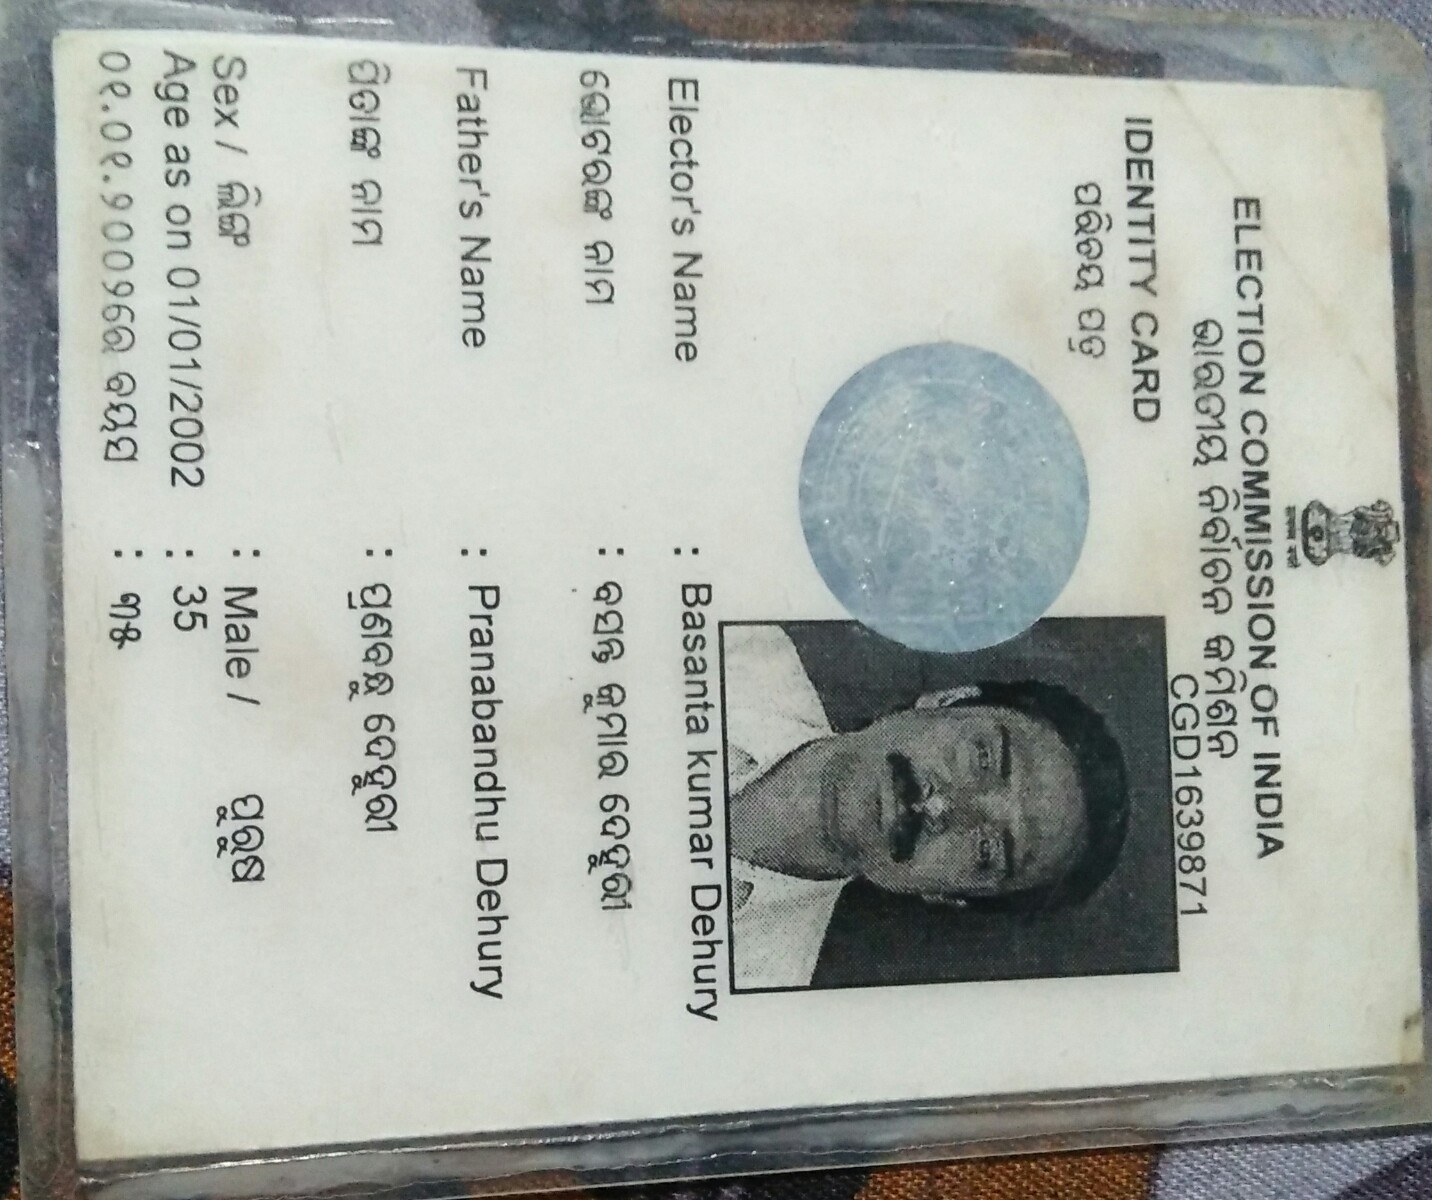 ELECTION COMMISSION OF INDIA
ଭାରତୀୟ ନିର୍ବାଚନ କମିଶନ
CGD1639871
IDENTITY CARD
ପରିଚୟ ପତ୍ର
Elector's Name : Basanta kumar Dehury
ଭୋଟରଙ୍କ ନାମ : ବସନ୍ତ କୁମାର ଦେହୁରୀ
Father's Name : Pranabandhu Dehury
ପିତାଙ୍କ ନାମ : ପ୍ରାଣବନ୍ଧୁ ଦେହୁରୀ
Sex / ଲିଙ୍ଗ : Male / ପୁରୁଷ
Age as on 01/01/2002 : 35
୦୧.୦୧.୨୦୦୨ରେ ବୟସ : ୩୫